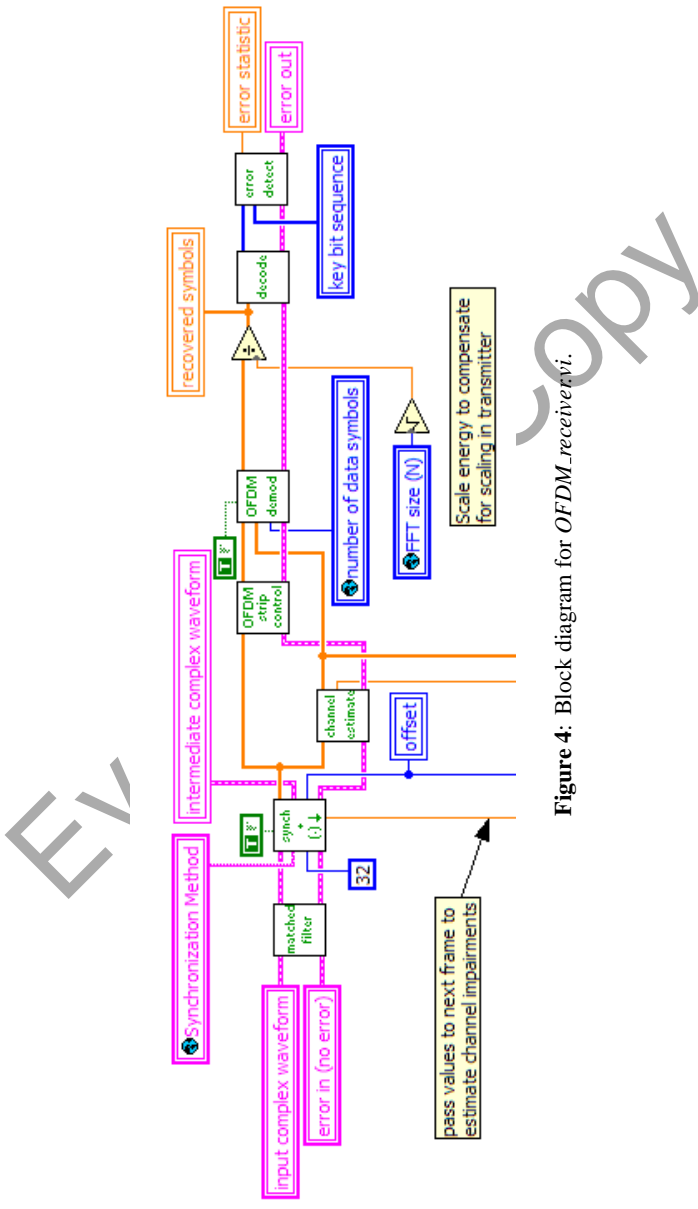 Synchronization Method
intermediate complex waveform
recovered symbols
error statistic
error out
input complex waveform
error in (no error)
matched
filter
T
synch
+
(·)↓
32
offset
channel
estimate
OFDM
strip
control
T
OFDM
demod
number of data symbols
FFT size (N)
√
÷
decode
error
detect
key bit sequence
pass values to next frame to
estimate channel impairments
Scale energy to compensate
for scaling in transmitter
Figure 4: Block diagram for OFDM_receiver.vi.